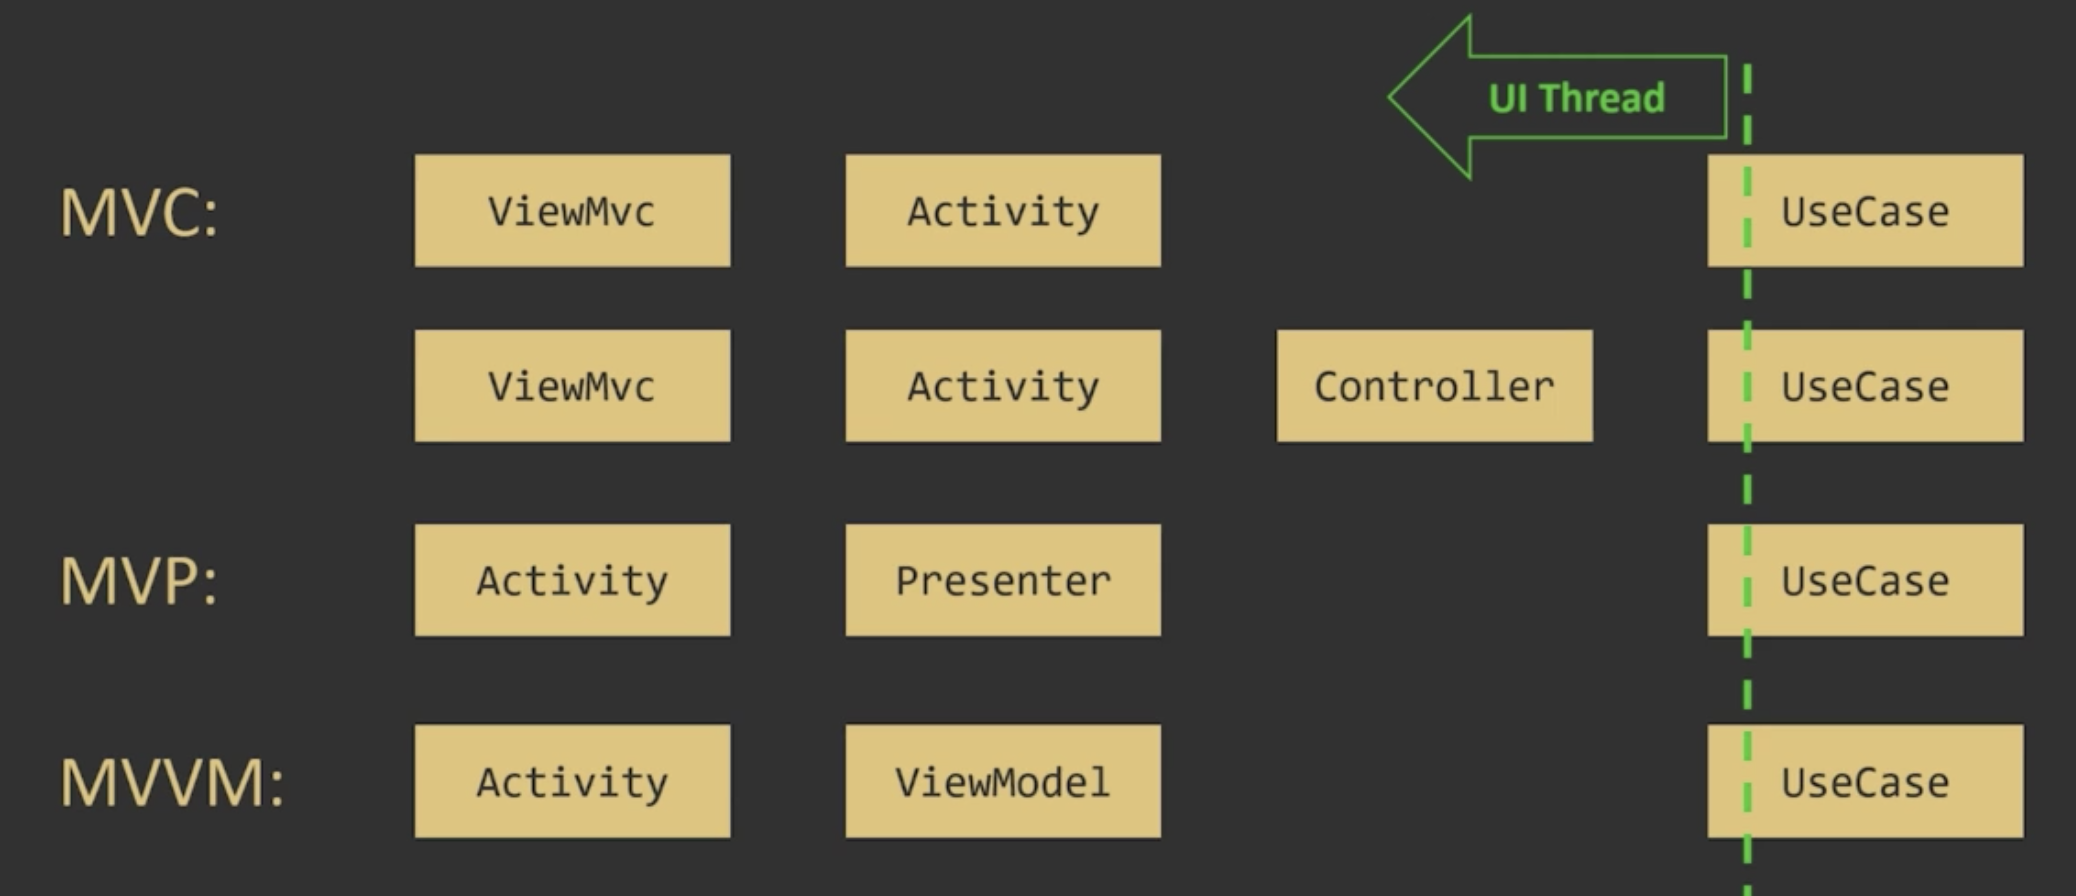 UI Thread
MVC: ViewMvc Activity UseCase
ViewMvc Activity Controller UseCase
MVP: Activity Presenter UseCase
MVVM: Activity ViewModel UseCase